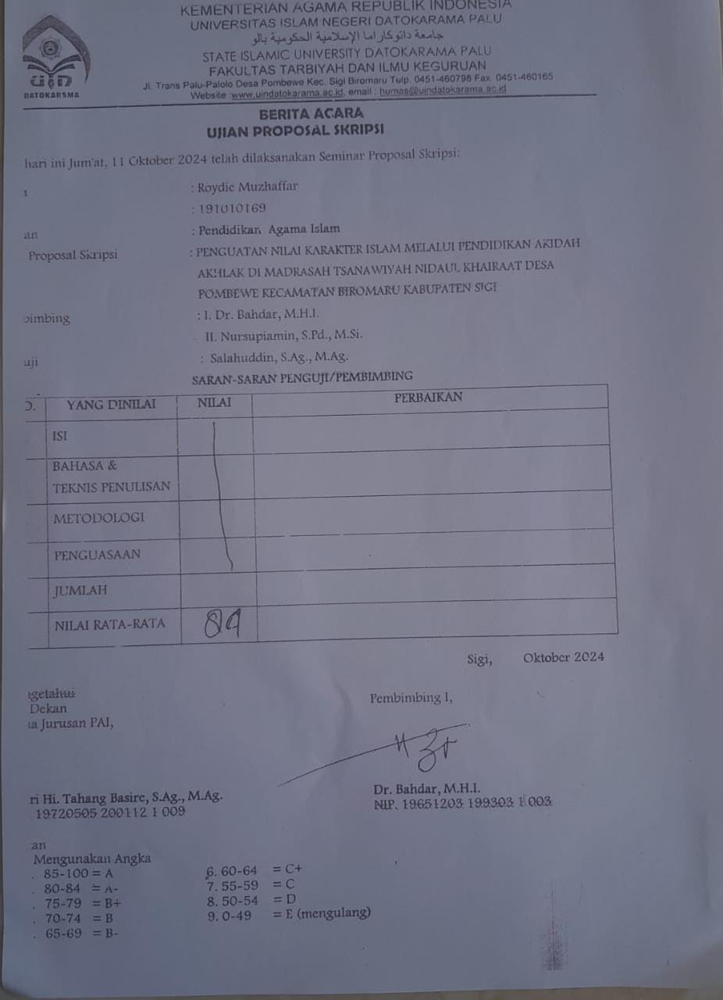 KEMENTERIAN AGAMA REPUBLIK INDONESIA
UNIVERSITAS ISLAM NEGERI DATOKARAMA PALU
جامعة داتوكاراما الإسلامية الحكومية بالو
STATE ISLAMIC UNIVERSITY DATOKARAMA PALU
FAKULTAS TARBIYAH DAN ILMU KEGURUAN
Jl. Trans Palu-Palolo Desa Pombewe Kec. Sigi Biromaru Tulp. 0451-460798 Fax. 0451-460165
Website :www.uindatokarama.ac.id, email : humas@uindatokarama.ac.id
uin
DATOKARAMA
BERITA ACARA
UJIAN PROPOSAL SKRIPSI
hari ini Jum'at, 11 Oktober 2024 telah dilaksanakan Seminar Proposal Skripsi:
: Roydie Muzhaffar
: 191010169
an : Pendidikan Agama Islam
Proposal Skripsi : PENGUATAN NILAI KARAKTER ISLAM MELALUI PENDIDIKAN AKIDAH
AKHLAK DI MADRASAH TSANAWIYAH NIDAUL KHAIRAAT DESA
POMBEWE KECAMATAN BIROMARU KABUPATEN SIGI
bimbing : I. Dr. Bahdar, M.H.I.
II. Nursupiamin, S.Pd., M.Si.
uji : Salahuddin, S.Ag., M.Ag.
SARAN-SARAN PENGUJI/PEMBIMBING
O. YANG DINILAI NILAI PERBAIKAN
ISI
BAHASA &
TEKNIS PENULISAN
METODOLOGI
PENGUASAAN
JUMLAH
NILAI RATA-RATA 84
Sigi, Oktober 2024
getahui
Dekan
ua Jurusan PAI,
Pembimbing I,
ri Hi. Tahang Basire, S.Ag., M.Ag.
19720505 200112 1 009
Dr. Bahdar, M.H.I.
NIP. 19651203 199303 1 003
an
Mengunakan Angka
. 85-100 = A
. 80-84 = A-
. 75-79 = B+
. 70-74 = B
. 65-69 = B-
6. 60-64 = C+
7. 55-59 = C
8. 50-54 = D
9. 0-49 = E (mengulang)